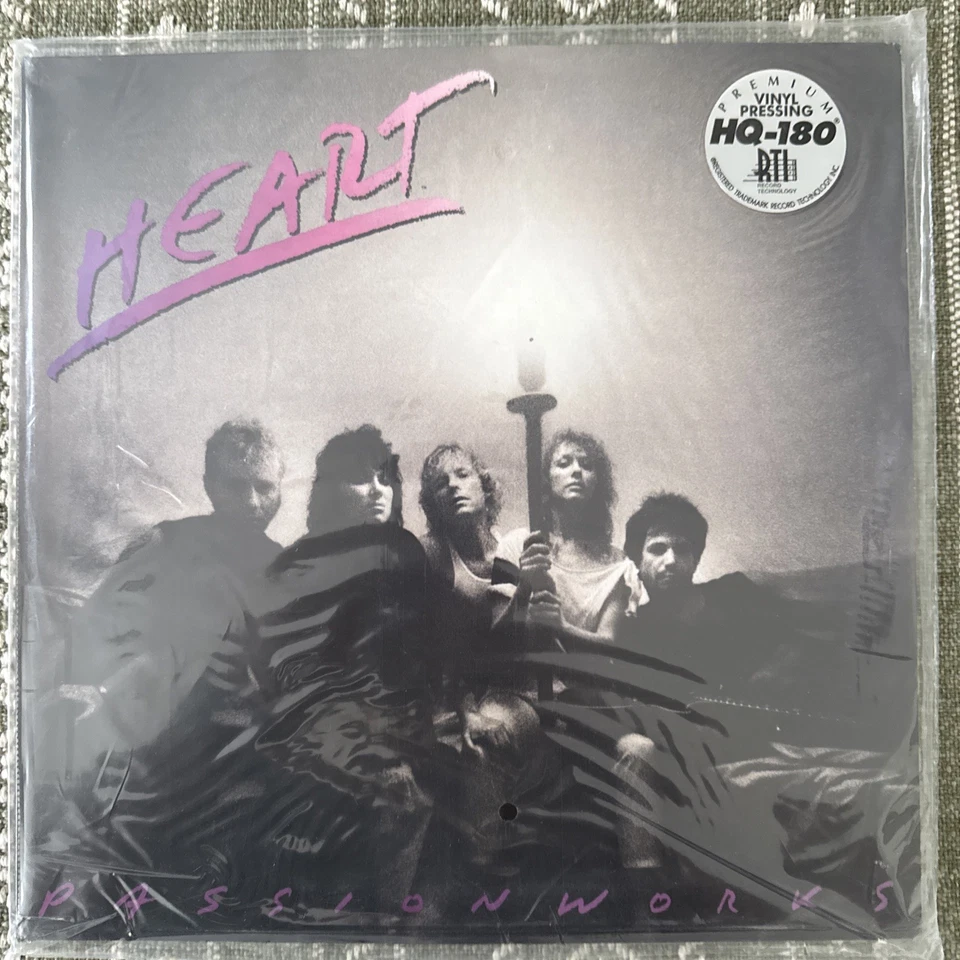 HEART
PREMIUM®
VINYL
PRESSING
HQ-180
RTI
RECORD
TECHNOLOGY
®REGISTERED TRADEMARK RECORD TECHNOLOGY, INC.
PASSIONWORKS